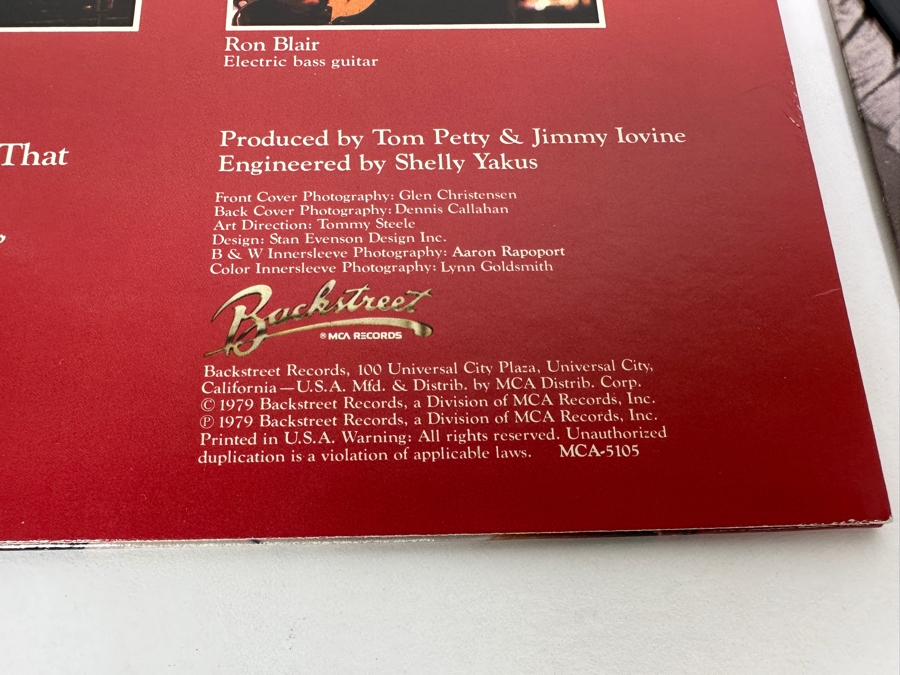 Ron Blair
Electric bass guitar
That
Produced by Tom Petty & Jimmy Iovine
Engineered by Shelly Yakus
Front Cover Photography: Glen Christensen
Back Cover Photography: Dennis Callahan
Art Direction: Tommy Steele
Design: Stan Evenson Design Inc.
B & W Innersleeve Photography: Aaron Rapoport
Color Innersleeve Photography: Lynn Goldsmith
Backstreet
® MCA RECORDS
Backstreet Records, 100 Universal City Plaza, Universal City,
California—U.S.A. Mfd. & Distrib. by MCA Distrib. Corp.
© 1979 Backstreet Records, a Division of MCA Records, Inc.
℗ 1979 Backstreet Records, a Division of MCA Records, Inc.
Printed in U.S.A. Warning: All rights reserved. Unauthorized
duplication is a violation of applicable laws. MCA-5105